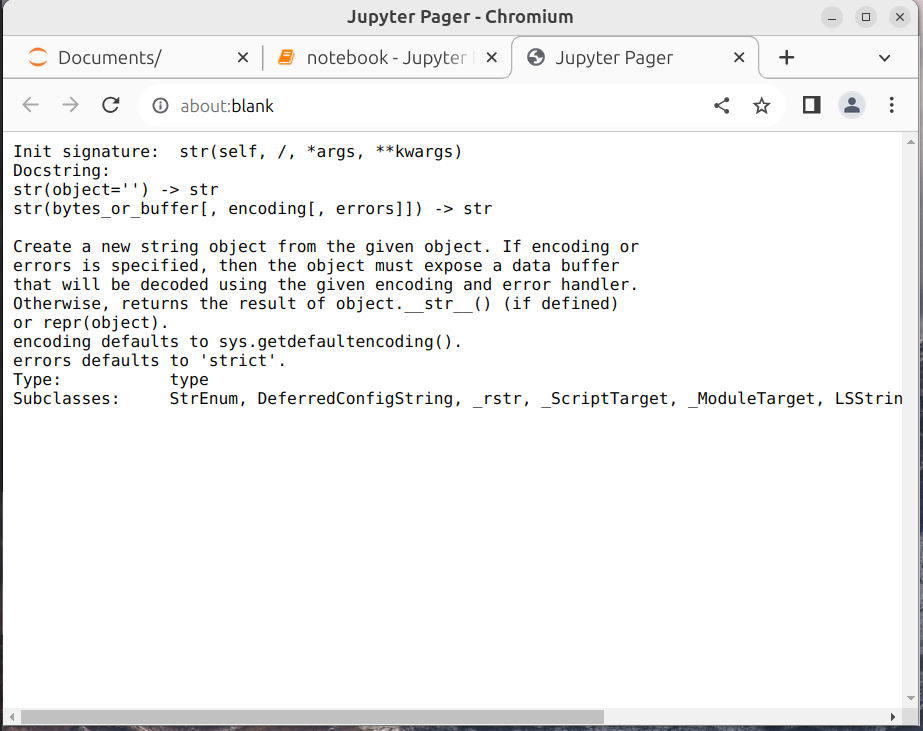 Jupyter Pager - Chromium
Documents/
notebook - Jupyter
Jupyter Pager
about:blank
Init signature:  str(self, /, *args, **kwargs)
Docstring:
str(object='') -> str
str(bytes_or_buffer[, encoding[, errors]]) -> str
Create a new string object from the given object. If encoding or
errors is specified, then the object must expose a data buffer
that will be decoded using the given encoding and error handler.
Otherwise, returns the result of object.__str__() (if defined)
or repr(object).
encoding defaults to sys.getdefaultencoding().
errors defaults to 'strict'.
Type:           type
Subclasses:     StrEnum, DeferredConfigString, _rstr, _ScriptTarget, _ModuleTarget, LSStrin